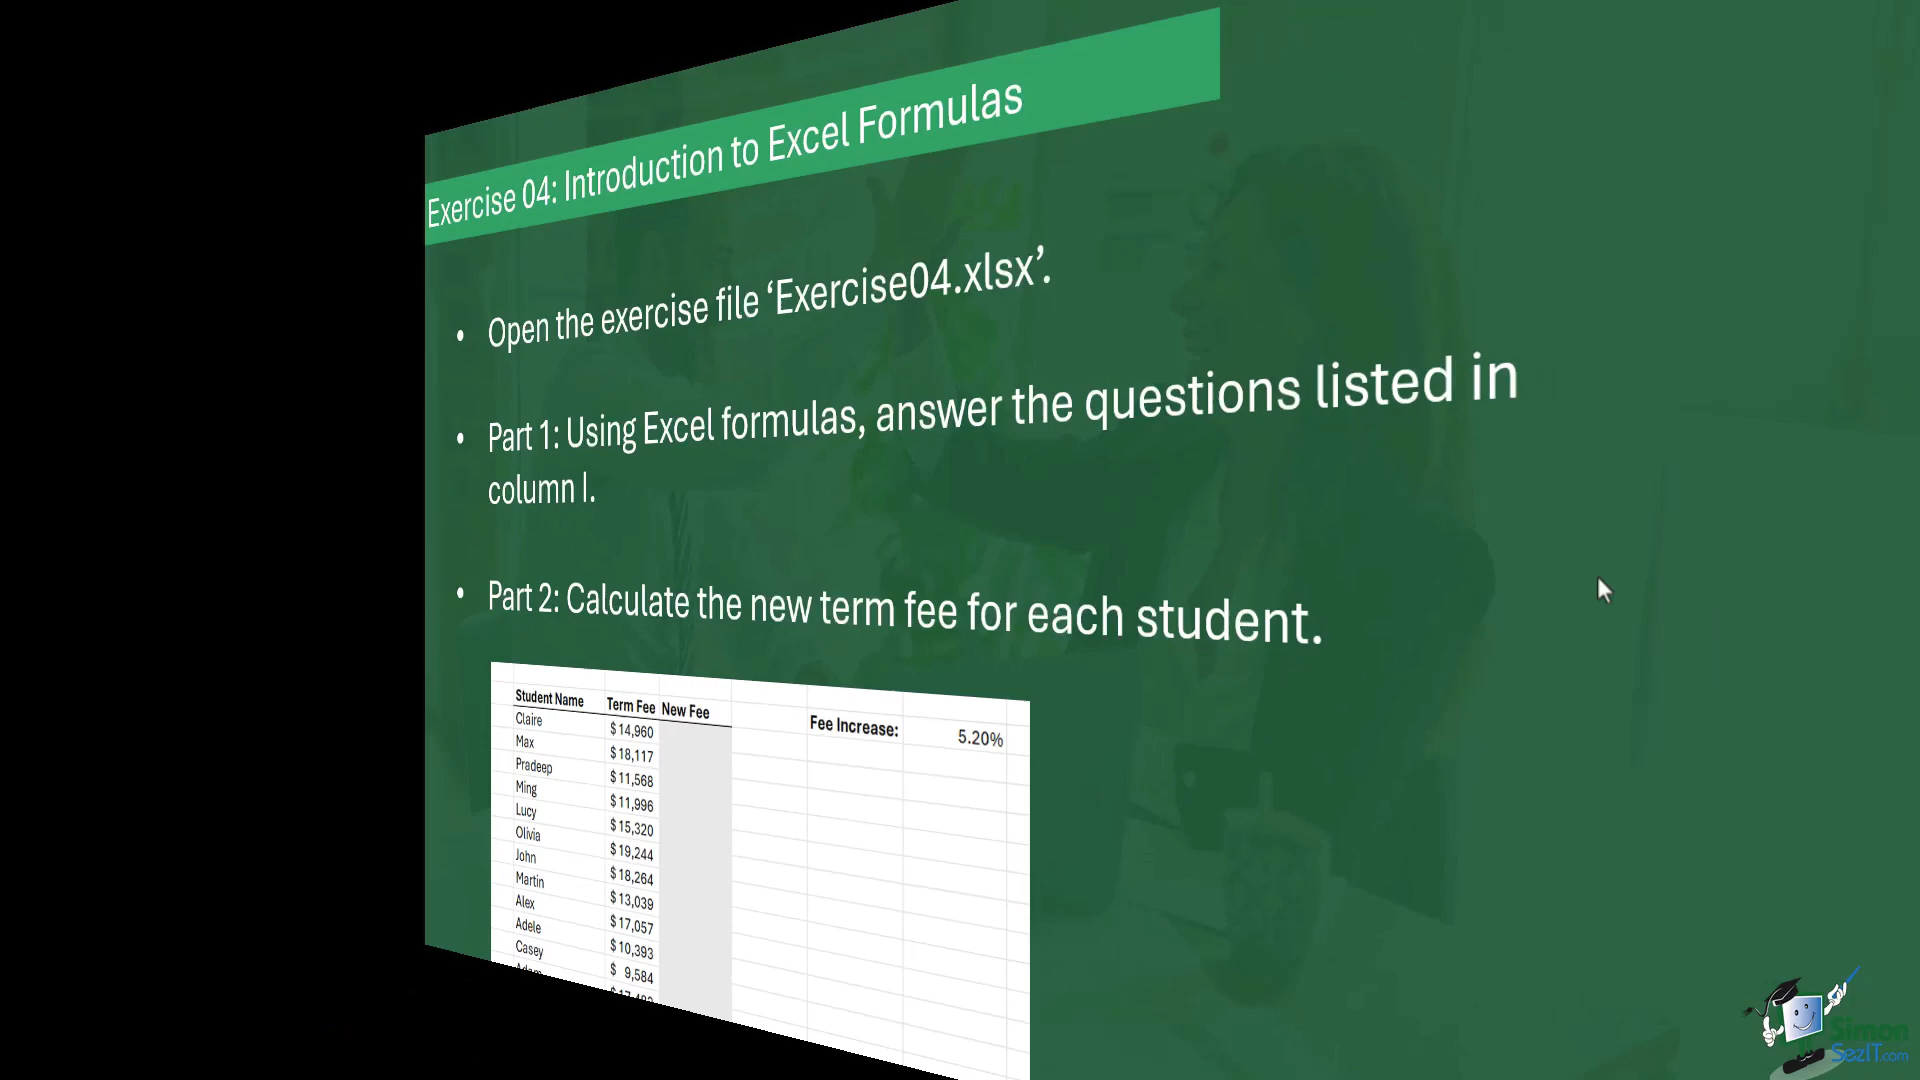 Exercise 04: Introduction to Excel Formulas
• Open the exercise file ‘Exercise04.xlsx’.
• Part 1: Using Excel formulas, answer the questions listed in
column I.
• Part 2: Calculate the new term fee for each student.
Student Name Term Fee New Fee
Fee Increase: 5.20%
Claire $14,960
Max $18,117
Pradeep $11,568
Ming $11,996
Lucy $15,320
Olivia $19,244
John $18,264
Martin $13,039
Alex $17,057
Adele $10,393
Casey $ 9,584
Simon
SezIT.com